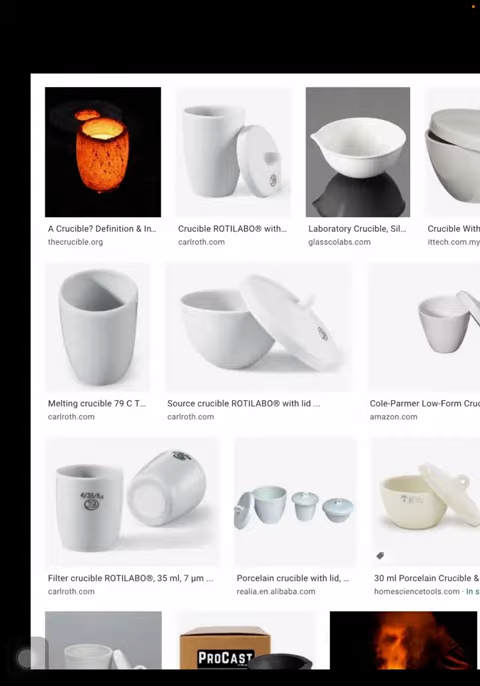 A Crucible? Definition & In...
thecrucible.org
Crucible ROTILABO® with...
carlroth.com
Laboratory Crucible, Sil...
glasscolabs.com
Crucible With
ittech.com.my
Melting crucible 79 C T...
carlroth.com
Source crucible ROTILABO® with lid ...
carlroth.com
Cole-Parmer Low-Form Cruc
amazon.com
Filter crucible ROTILABO®, 35 ml, 7 µm ...
carlroth.com
Porcelain crucible with lid, ...
realia.en.alibaba.com
30 ml Porcelain Crucible &
homesciencetools.com · In s
PROCAST